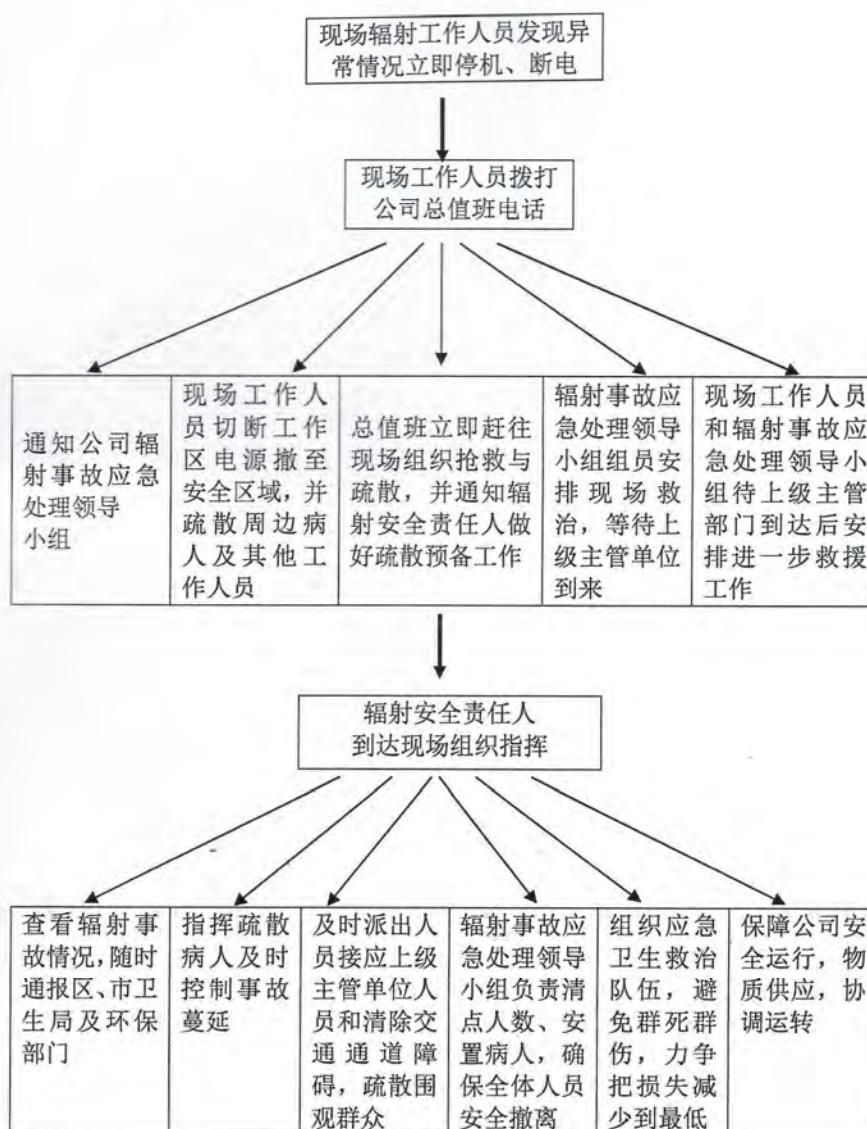 现场辐射工作人员发现异
常情况立即停机、断电
现场工作人员拨打
公司总值班电话
通知公司辐
射事故应急
处理领导
小组
现场工作人
员切断工作
区电源撤至
安全区域，并
疏散周边病
人及其他工
作人员
总值班立即赶往
现场组织抢救与
疏散，并通知辐
射安全责任人做
好疏散预备工作
辐射事故应
急处理领导
小组组员安
排现场救
治，等待上
级主管单位
到来
现场工作人员
和辐射事故应
急处理领导小
组待上级主管
部门到达后安
排进一步救援
工作
辐射安全责任人
到达现场组织指挥
查看辐射事
故情况，随时
通报区、市卫
生局及环保
部门
指挥疏散
病人及时
控制事故
蔓延
及时派出人
员接应上级
主管单位人
员和清除交
通通道障
碍，疏散围
观群众
辐射事故应
急处理领导
小组负责清
点人数、安
置病人，确
保全体人员
安全撤离
组织应急
卫生救治
队伍，避
免群死群
伤，力争
把损失减
少到最低
保障公司安
全运行，物
质供应，协
调运转